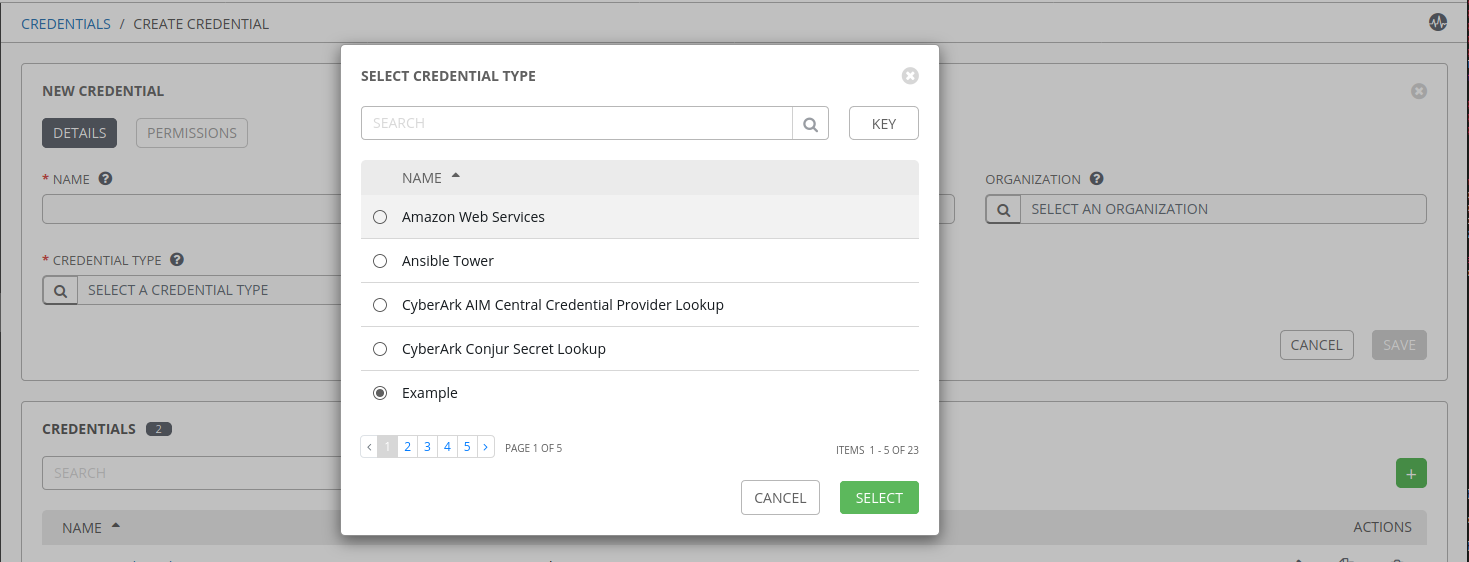 CREDENTIALS / CREATE CREDENTIAL
SELECT CREDENTIAL TYPE
SEARCH
KEY
NAME
Amazon Web Services
Ansible Tower
CyberArk AIM Central Credential Provider Lookup
CyberArk Conjur Secret Lookup
Example
‹ 1 2 3 4 5 › PAGE 1 OF 5
ITEMS 1 - 5 OF 23
CANCEL
SELECT
NEW CREDENTIAL
DETAILS
PERMISSIONS
* NAME
ORGANIZATION
SELECT AN ORGANIZATION
* CREDENTIAL TYPE
SELECT A CREDENTIAL TYPE
CANCEL
SAVE
CREDENTIALS 2
SEARCH
+
NAME
ACTIONS